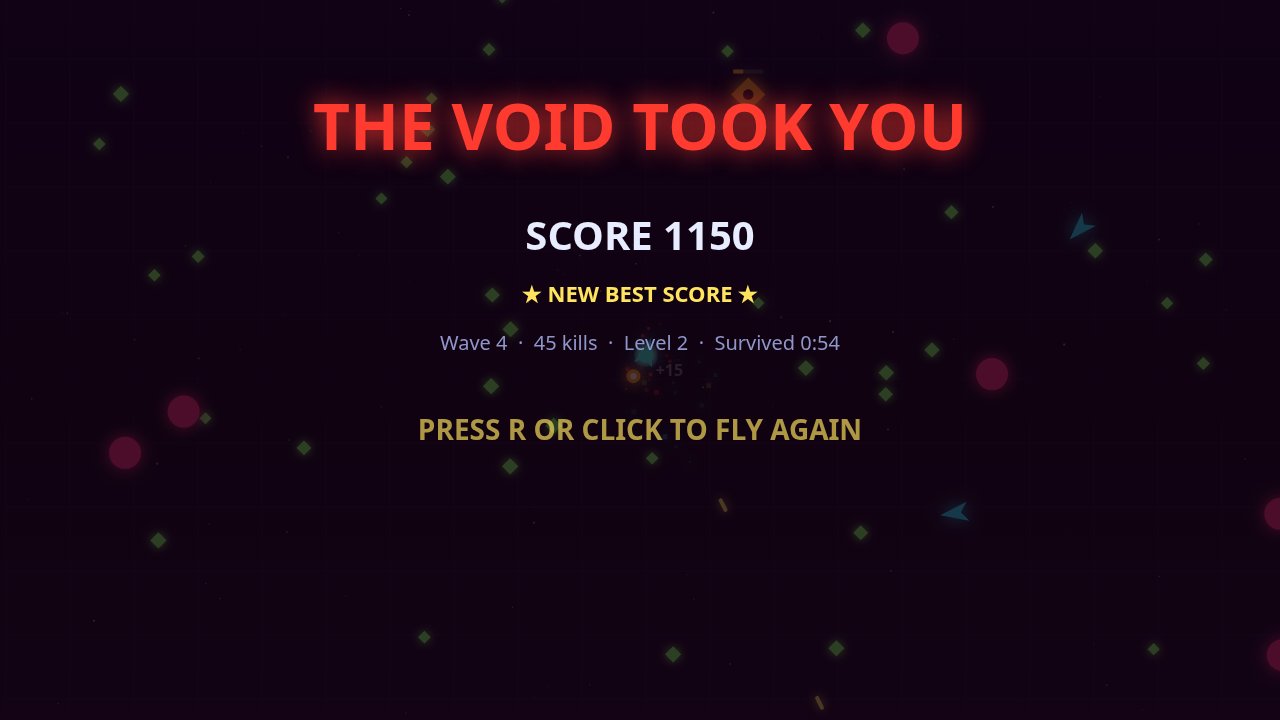 THE VOID TOOK YOU
SCORE 1150
★ NEW BEST SCORE ★
Wave 4 · 45 kills · Level 2 · Survived 0:54
+15
PRESS R OR CLICK TO FLY AGAIN